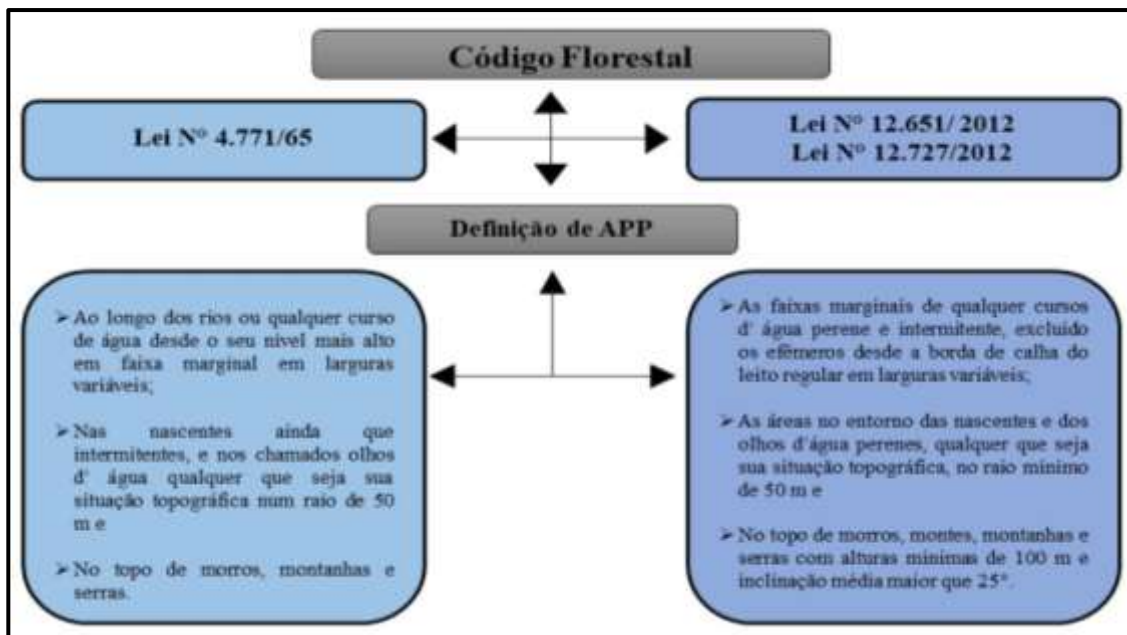 Código Florestal
Lei N° 4.771/65
Lei N° 12.651/ 2012
Lei N° 12.727/2012
Definição de APP
➢ Ao longo dos rios ou qualquer curso
de água desde o seu nível mais alto
em faixa marginal em larguras
variáveis;
➢ Nas nascentes ainda que
intermitentes, e nos chamados olhos
d' água qualquer que seja sua
situação topográfica num raio de 50
m e
➢ No topo de morros, montanhas e
serras.
➢ As faixas marginais de qualquer cursos
d' água perene e intermitente, excluído
os efêmeros desde a borda de calha do
leito regular em larguras variáveis;
➢ As áreas no entorno das nascentes e dos
olhos d'água perenes, qualquer que seja
sua situação topográfica, no raio mínimo
de 50 m e
➢ No topo de morros, montes, montanhas e
serras com alturas mínimas de 100 m e
inclinação média maior que 25°.